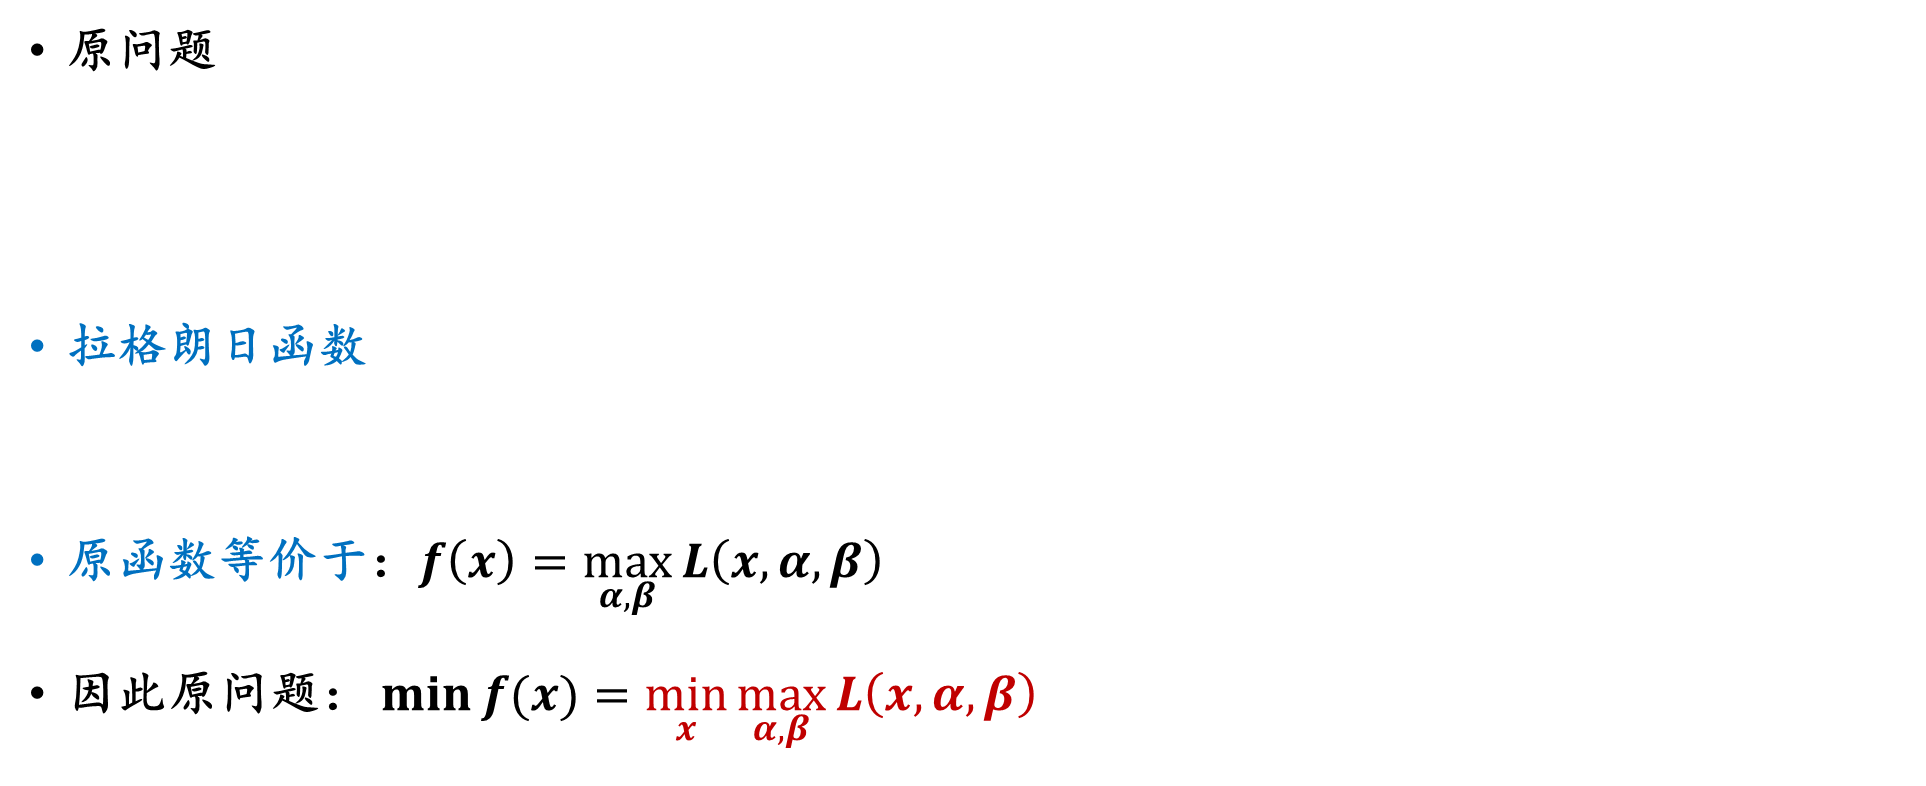 • 原问题
• 拉格朗日函数
• 原函数等价于：f(x) = max_{α,β} L(x, α, β)
• 因此原问题： min f(x) = min_x max_{α,β} L(x, α, β)